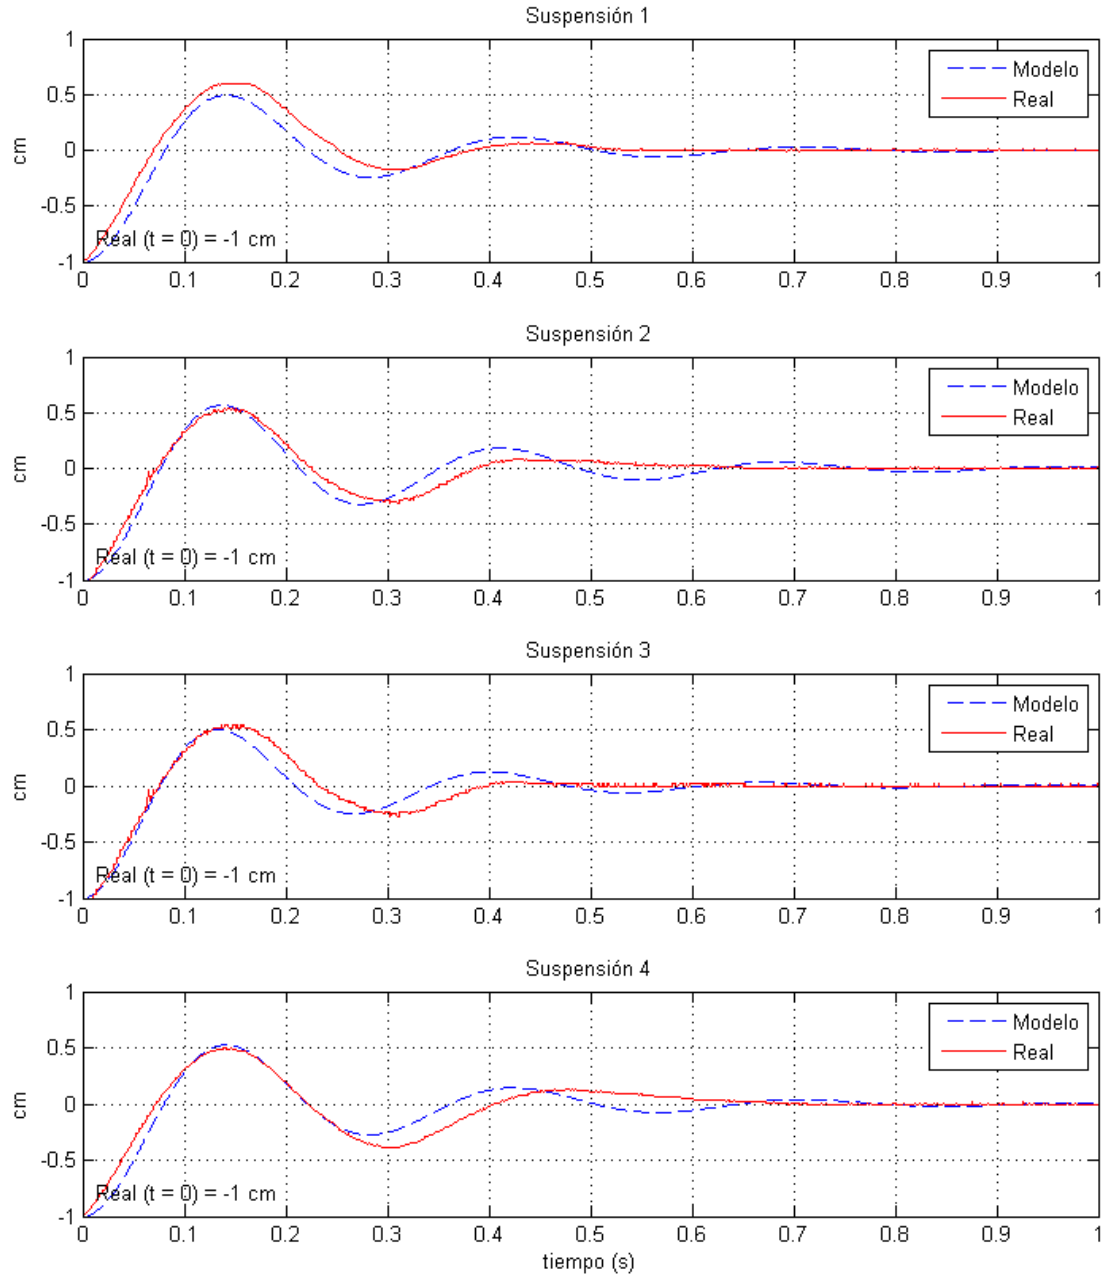 Suspensión 1
1
0.5
0
-0.5
-1
cm
Modelo
Real
Real (t = 0) = -1 cm
0 0.1 0.2 0.3 0.4 0.5 0.6 0.7 0.8 0.9 1
Suspensión 2
1
0.5
0
-0.5
-1
cm
Modelo
Real
Real (t = 0) = -1 cm
0 0.1 0.2 0.3 0.4 0.5 0.6 0.7 0.8 0.9 1
Suspensión 3
1
0.5
0
-0.5
-1
cm
Modelo
Real
Real (t = 0) = -1 cm
0 0.1 0.2 0.3 0.4 0.5 0.6 0.7 0.8 0.9 1
Suspensión 4
1
0.5
0
-0.5
-1
cm
Modelo
Real
Real (t = 0) = -1 cm
0 0.1 0.2 0.3 0.4 0.5 0.6 0.7 0.8 0.9 1
tiempo (s)